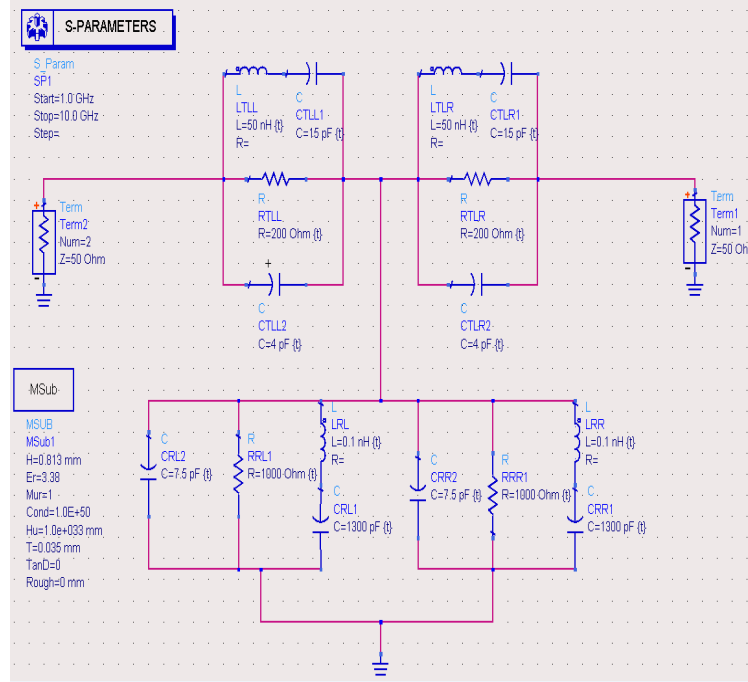 S-PARAMETERS
S_Param
SP1
Start=1.0 GHz
Stop=10.0 GHz
Step=
L
LTLL
L=50 nH {t}
R=
C
CTLL1
C=15 pF {t}
L
LTLR
L=50 nH {t}
R=
C
CTLR1
C=15 pF {t}
R
RTLL
R=200 Ohm {t}
R
RTLR
R=200 Ohm {t}
+
Term
Term2
Num=2
Z=50 Ohm
-
+
Term
Term1
Num=1
Z=50 Oh
-
+
C
CTLL2
C=4 pF {t}
C
CTLR2
C=4 pF {t}
MSub
MSUB
MSub1
H=0.813 mm
Er=3.38
Mur=1
Cond=1.0E+50
Hu=1.0e+033 mm
T=0.035 mm
TanD=0
Rough=0 mm
C
CRL2
C=7.5 pF {t}
R
RRL1
R=1000 Ohm {t}
L
LRL
L=0.1 nH {t}
R=
C
CRL1
C=1300 pF {t}
C
CRR2
C=7.5 pF {t}
R
RRR1
R=1000 Ohm {t}
L
LRR
L=0.1 nH {t}
R=
C
CRR1
C=1300 pF {t}